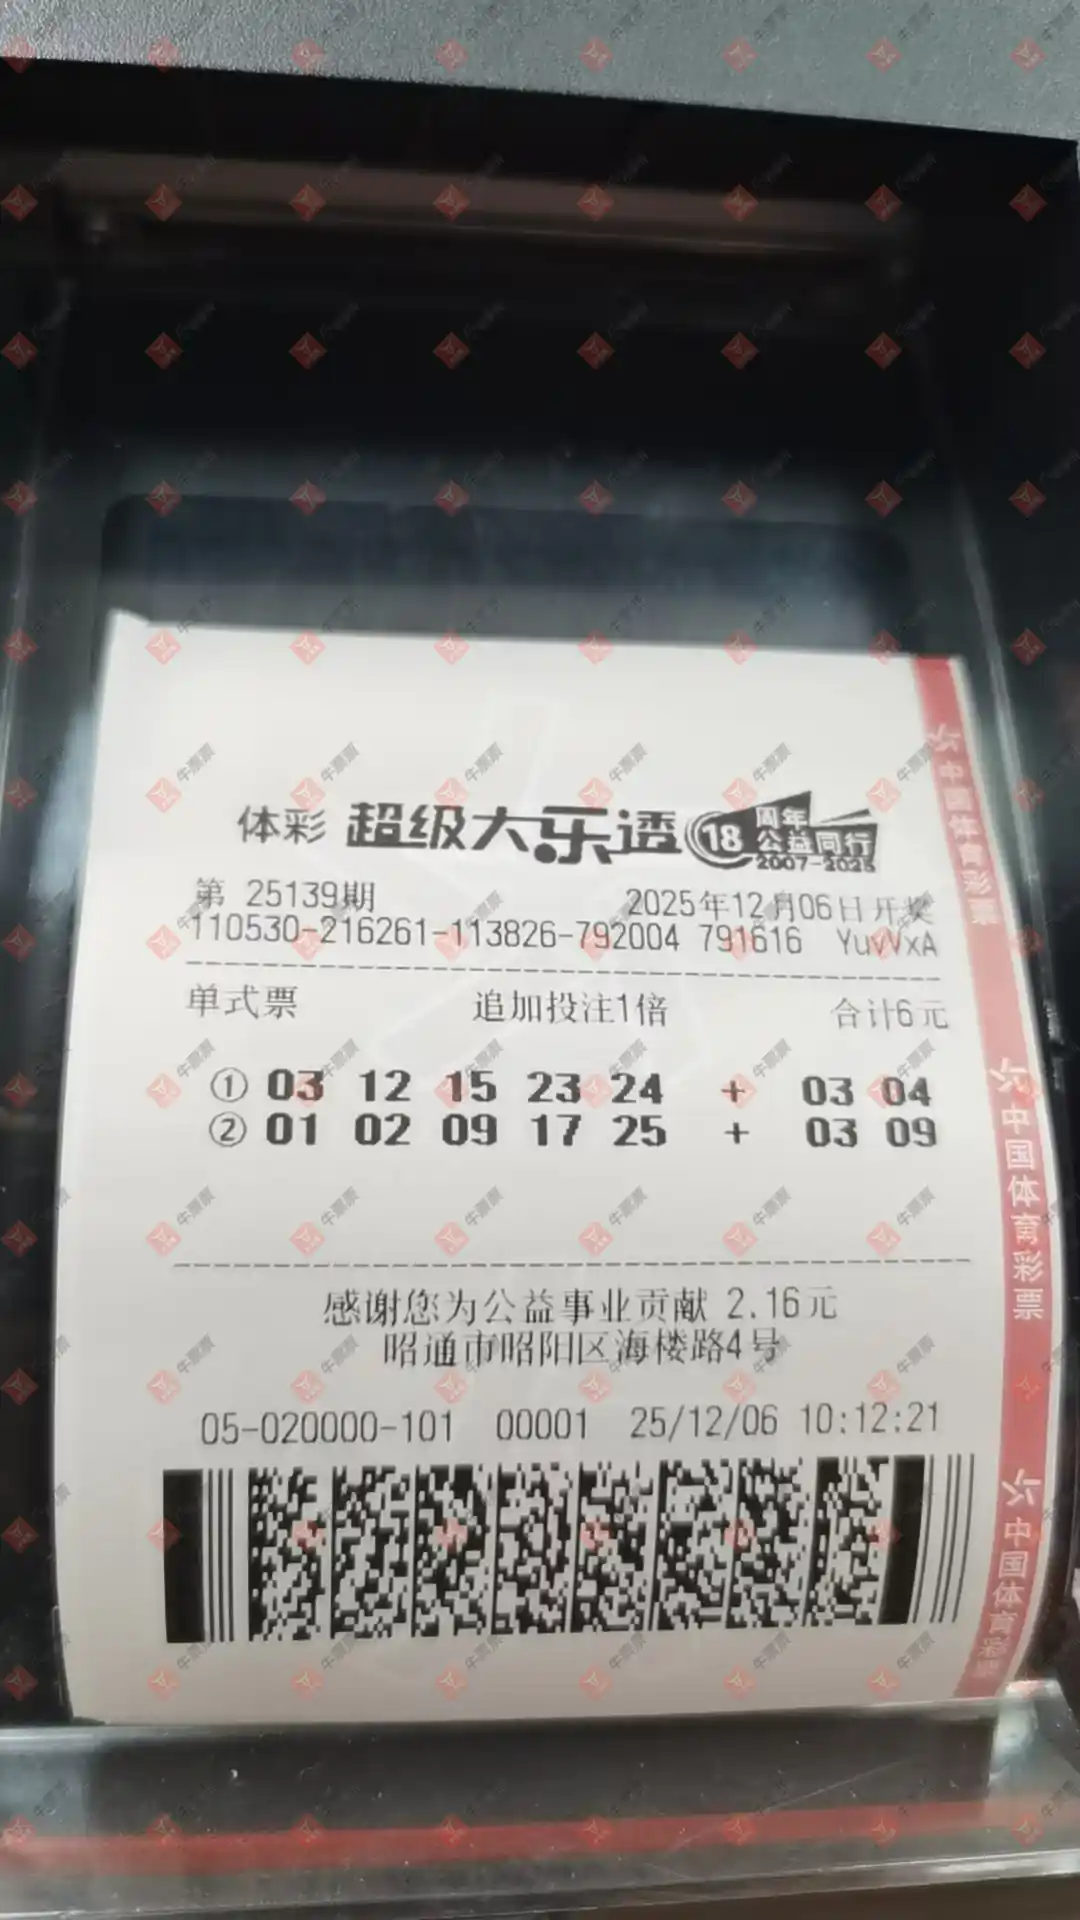 体彩 超级大乐透 18 周年 公益同行 2007-2025
第 25139期 2025年12月06日开奖
110530-216261-113826-792004 791616 YuvVxA
单式票 追加投注1倍 合计6元
① 03 12 15 23 24 + 03 04
② 01 02 09 17 25 + 03 09
感谢您为公益事业贡献 2.16元
昭通市昭阳区海楼路4号
05-020000-101 00001 25/12/06 10:12:21
中国体育彩票
中国体育彩票
中国体育彩票
牛票票